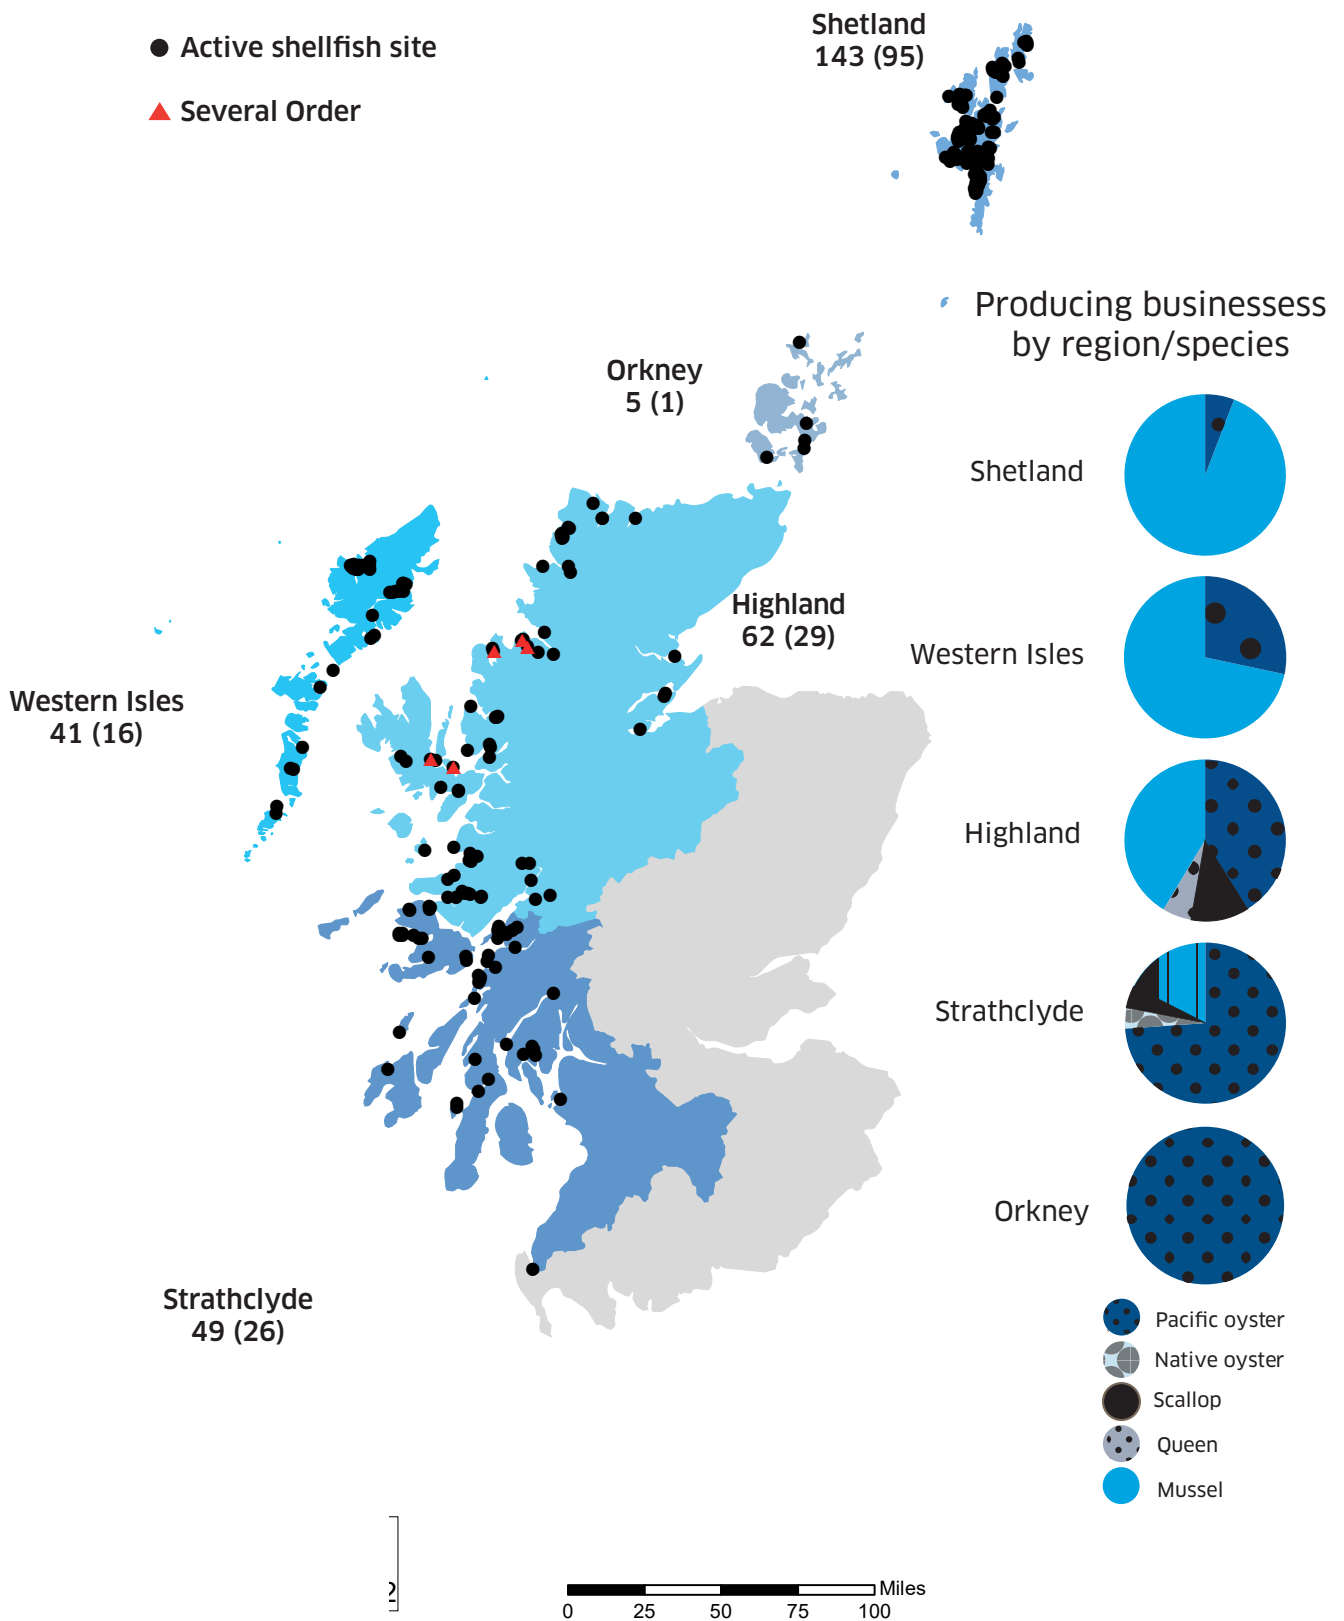 Active shellfish site
Several Order
Shetland
143 (95)
Producing businessess
by region/species
Orkney
5 (1)
Shetland
Highland
62 (29)
Western Isles
Western Isles
41 (16)
Highland
Strathclyde
Orkney
Strathclyde
49 (26)
Pacific oyster
Native oyster
Scallop
Queen
Mussel
Miles
0 25 50 75 100